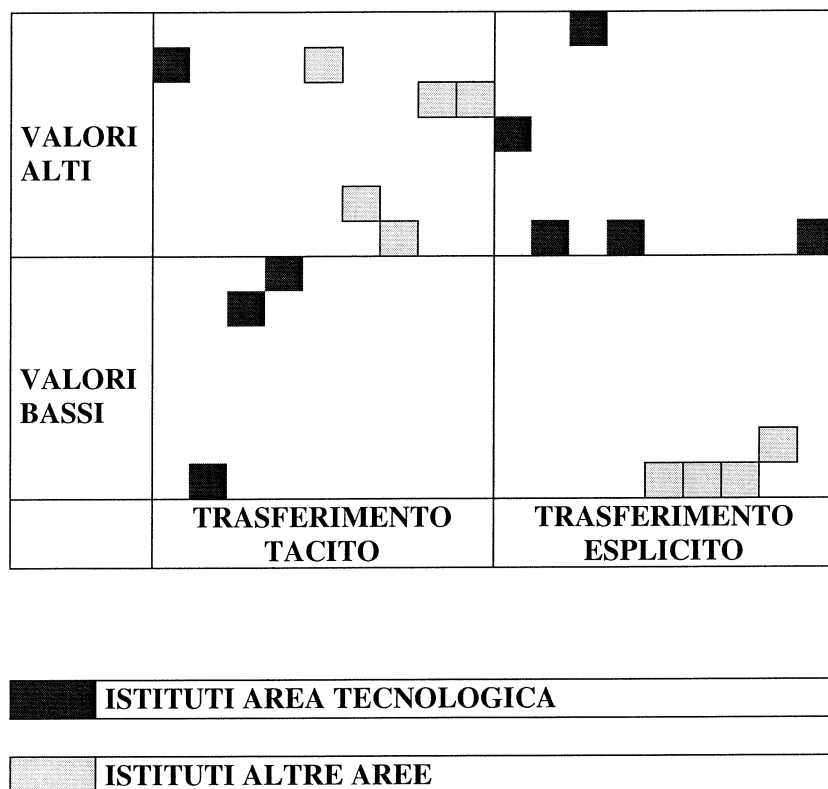 VALORI
ALTI
VALORI
BASSI
TRASFERIMENTO
TACITO
TRASFERIMENTO
ESPLICITO
ISTITUTI AREA TECNOLOGICA
ISTITUTI ALTRE AREE